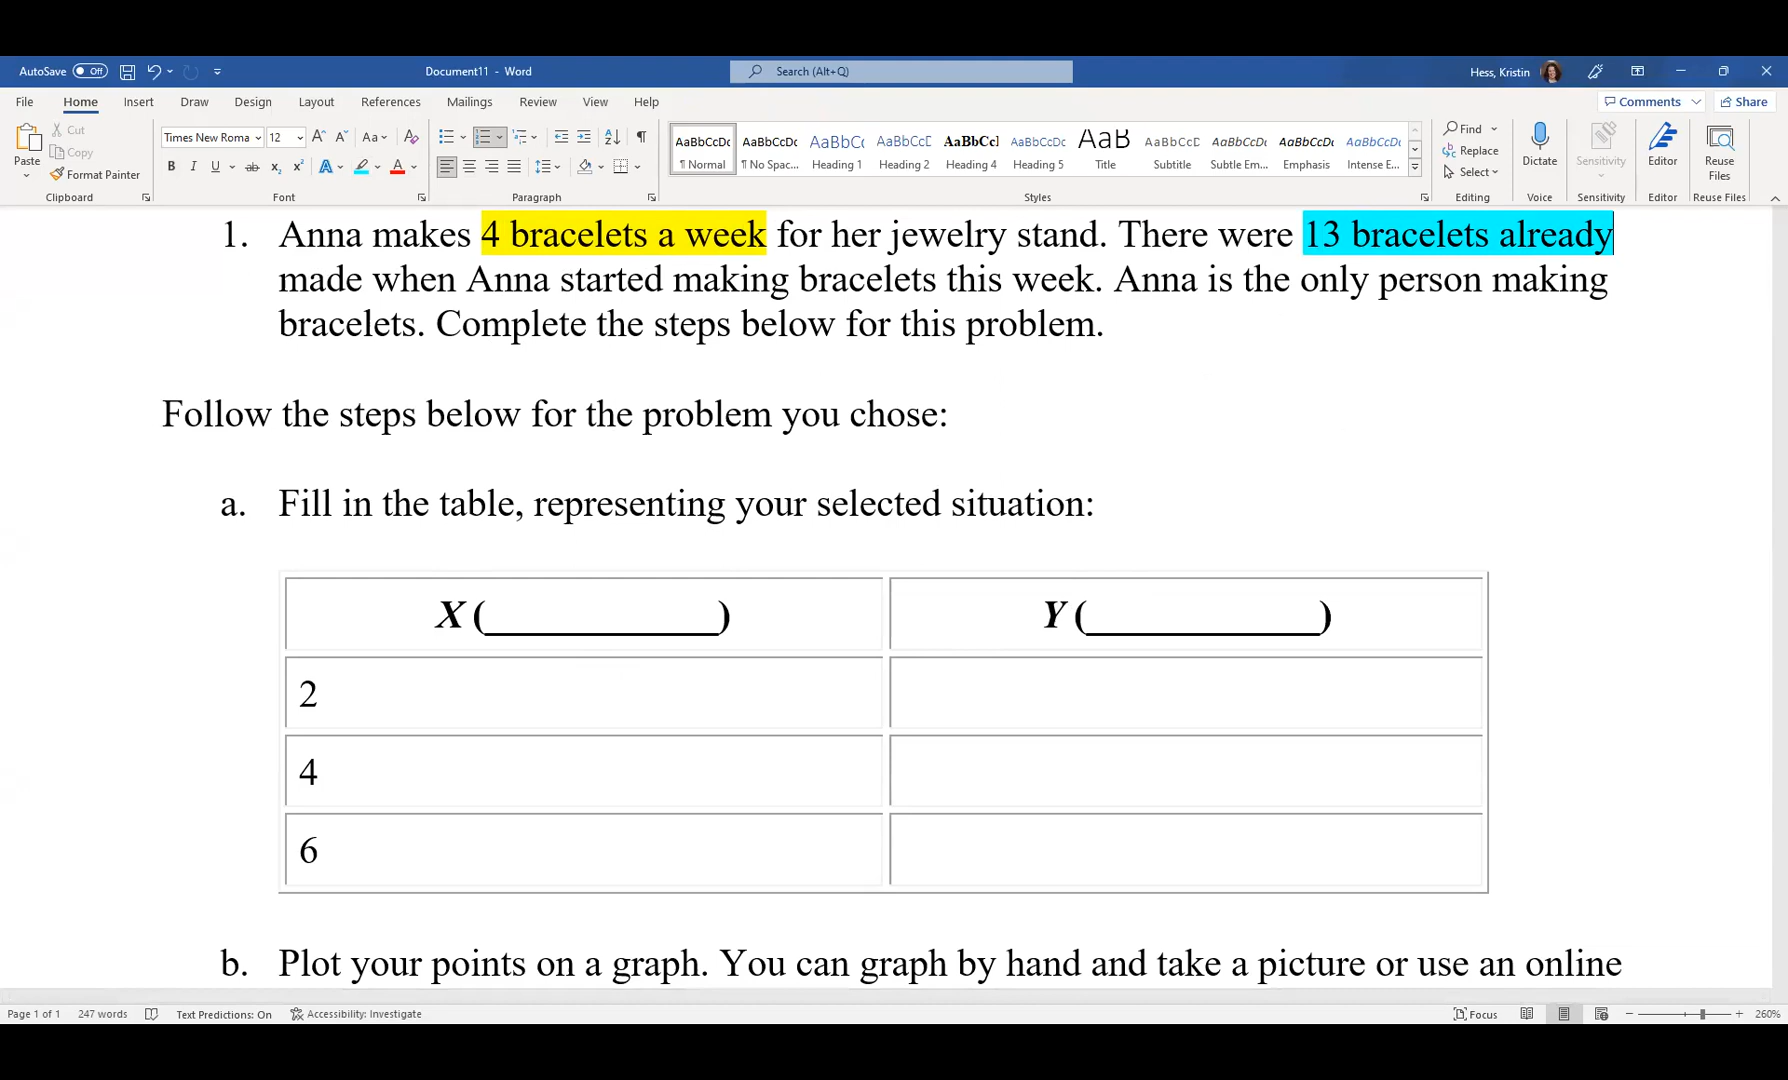 AutoSave Off Document11 - Word Search (Alt+Q) Hess, Kristin
File Home Insert Draw Design Layout References Mailings Review View Help Comments Share
Paste Cut Copy Format Painter Clipboard
Times New Roma 12 Aa B I U ab x₂ x² A A Font
Paragraph
AaBbCcDc AaBbCcDc AaBbCc AaBbCcD AaBbCcI AaBbCcDc AaB AaBbCcD AaBbCcDc AaBbCcDc AaBbCcDc
¶ Normal ¶ No Spac... Heading 1 Heading 2 Heading 4 Heading 5 Title Subtitle Subtle Em... Emphasis Intense E...
Styles
Find Replace Select Editing
Dictate Voice
Sensitivity Sensitivity
Editor Editor
Reuse Files Reuse Files
1. Anna makes 4 bracelets a week for her jewelry stand. There were 13 bracelets already
made when Anna started making bracelets this week. Anna is the only person making
bracelets. Complete the steps below for this problem.
Follow the steps below for the problem you chose:
a. Fill in the table, representing your selected situation:
X (____________) Y (____________)
2
4
6
b. Plot your points on a graph. You can graph by hand and take a picture or use an online
Page 1 of 1 247 words Text Predictions: On Accessibility: Investigate Focus 260%